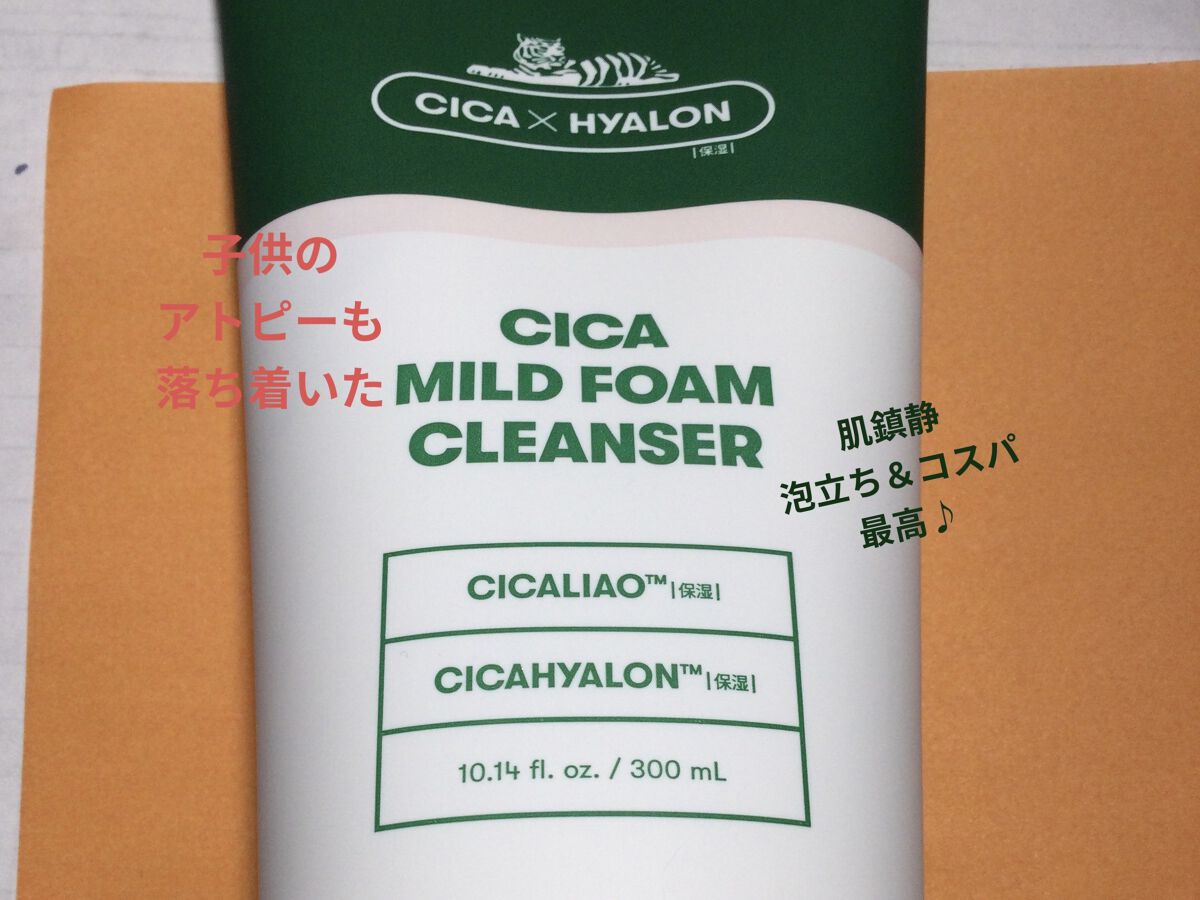 CICA × HYALON
|保湿|
子供の
アトピーも
落ち着いた
CICA
MILD FOAM
CLEANSER
肌鎮静
泡立ち&コスパ
最高♪
CICALIAO™|保湿|
CICAHYALON™|保湿|
10.14 fl. oz. / 300 mL